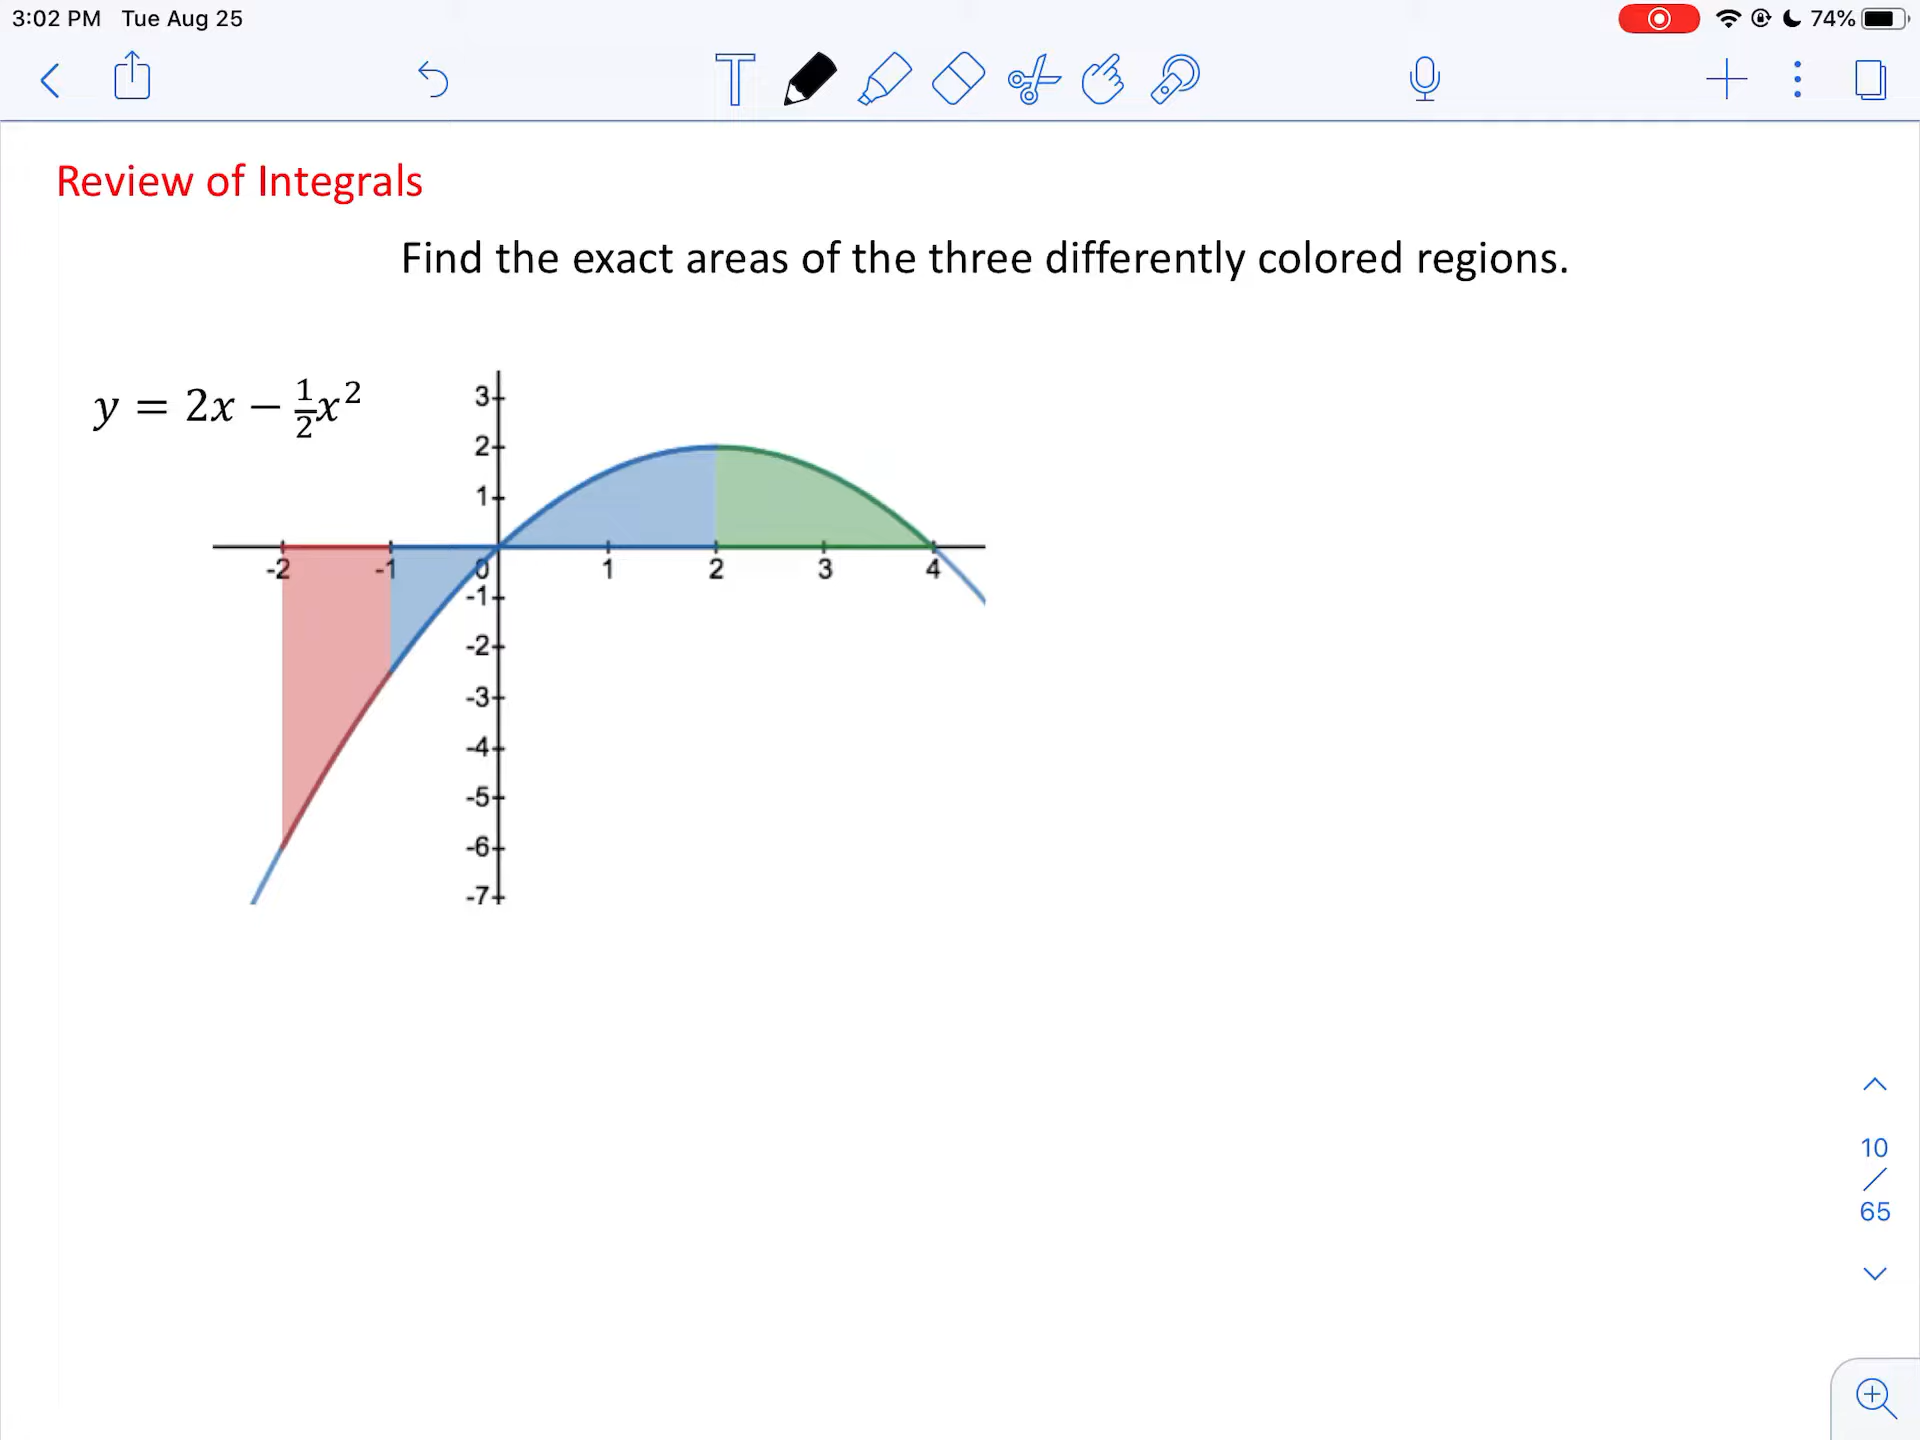 3:02 PM Tue Aug 25
74%
Review of Integrals
Find the exact areas of the three differently colored regions.
y = 2x − ½x²
3
2
1
-2 -1 0 1 2 3 4
-1
-2
-3
-4
-5
-6
-7
10
/
65